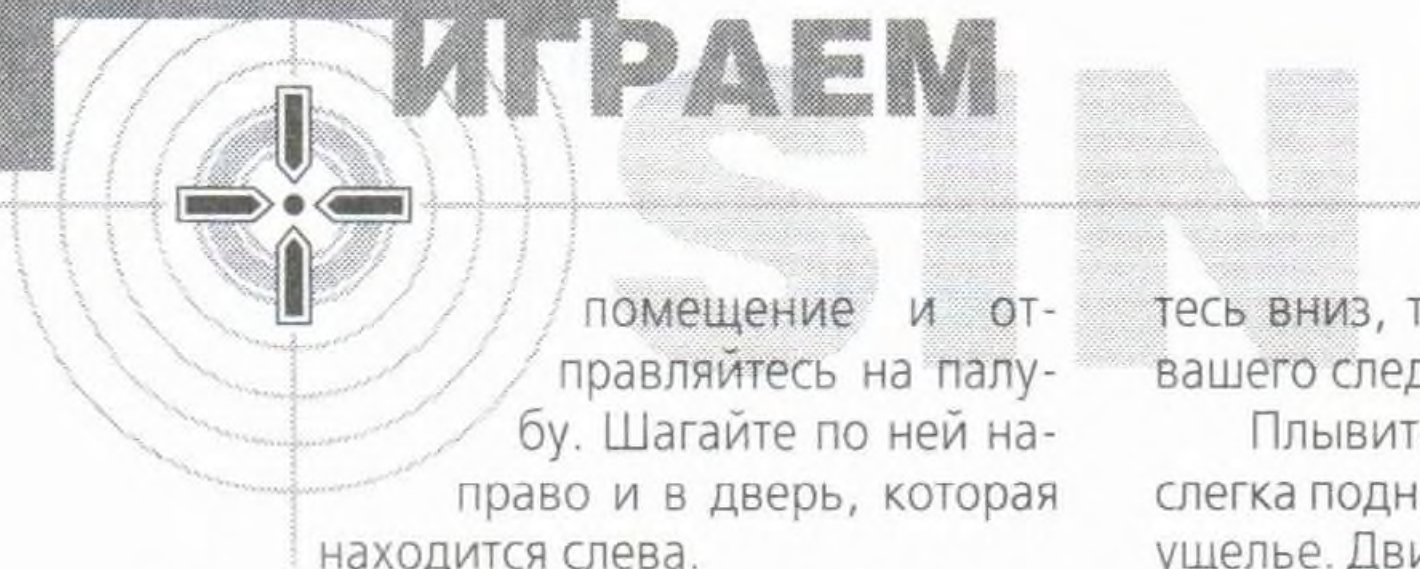 ИГРАЕМ
SIN
помещение и от-
правляйтесь на палу-
бу. Шагайте по ней на-
право и в дверь, которая
находится слева.
тесь вниз, т
вашего след
Плывит
слегка подн
ущелье. Дви